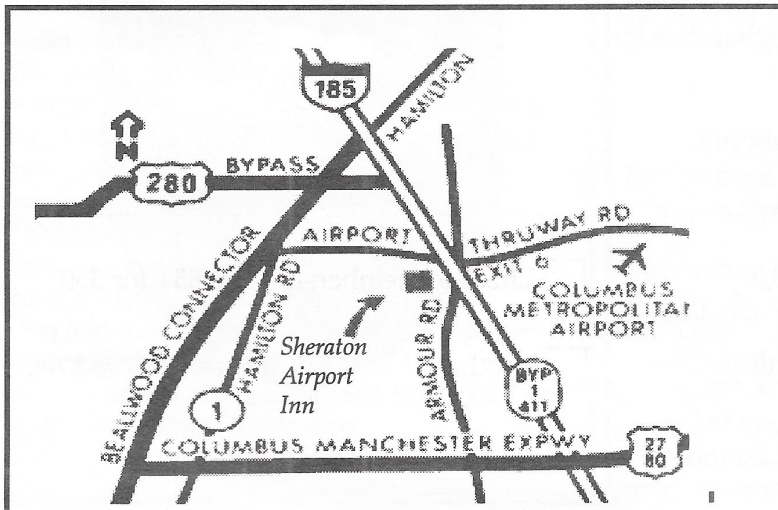 185
HAMILTON
N
280
BYPASS
AIRPORT
THRUWAY RD
EXIT 6
BEALLWOOD CONNECTOR
HAMILTON RD
COLUMBUS
METROPOLITAN
AIRPORT
Sheraton
Airport
Inn
ARMOUR RD
BYP
1
411
1
COLUMBUS MANCHESTER EXPWY
27
80